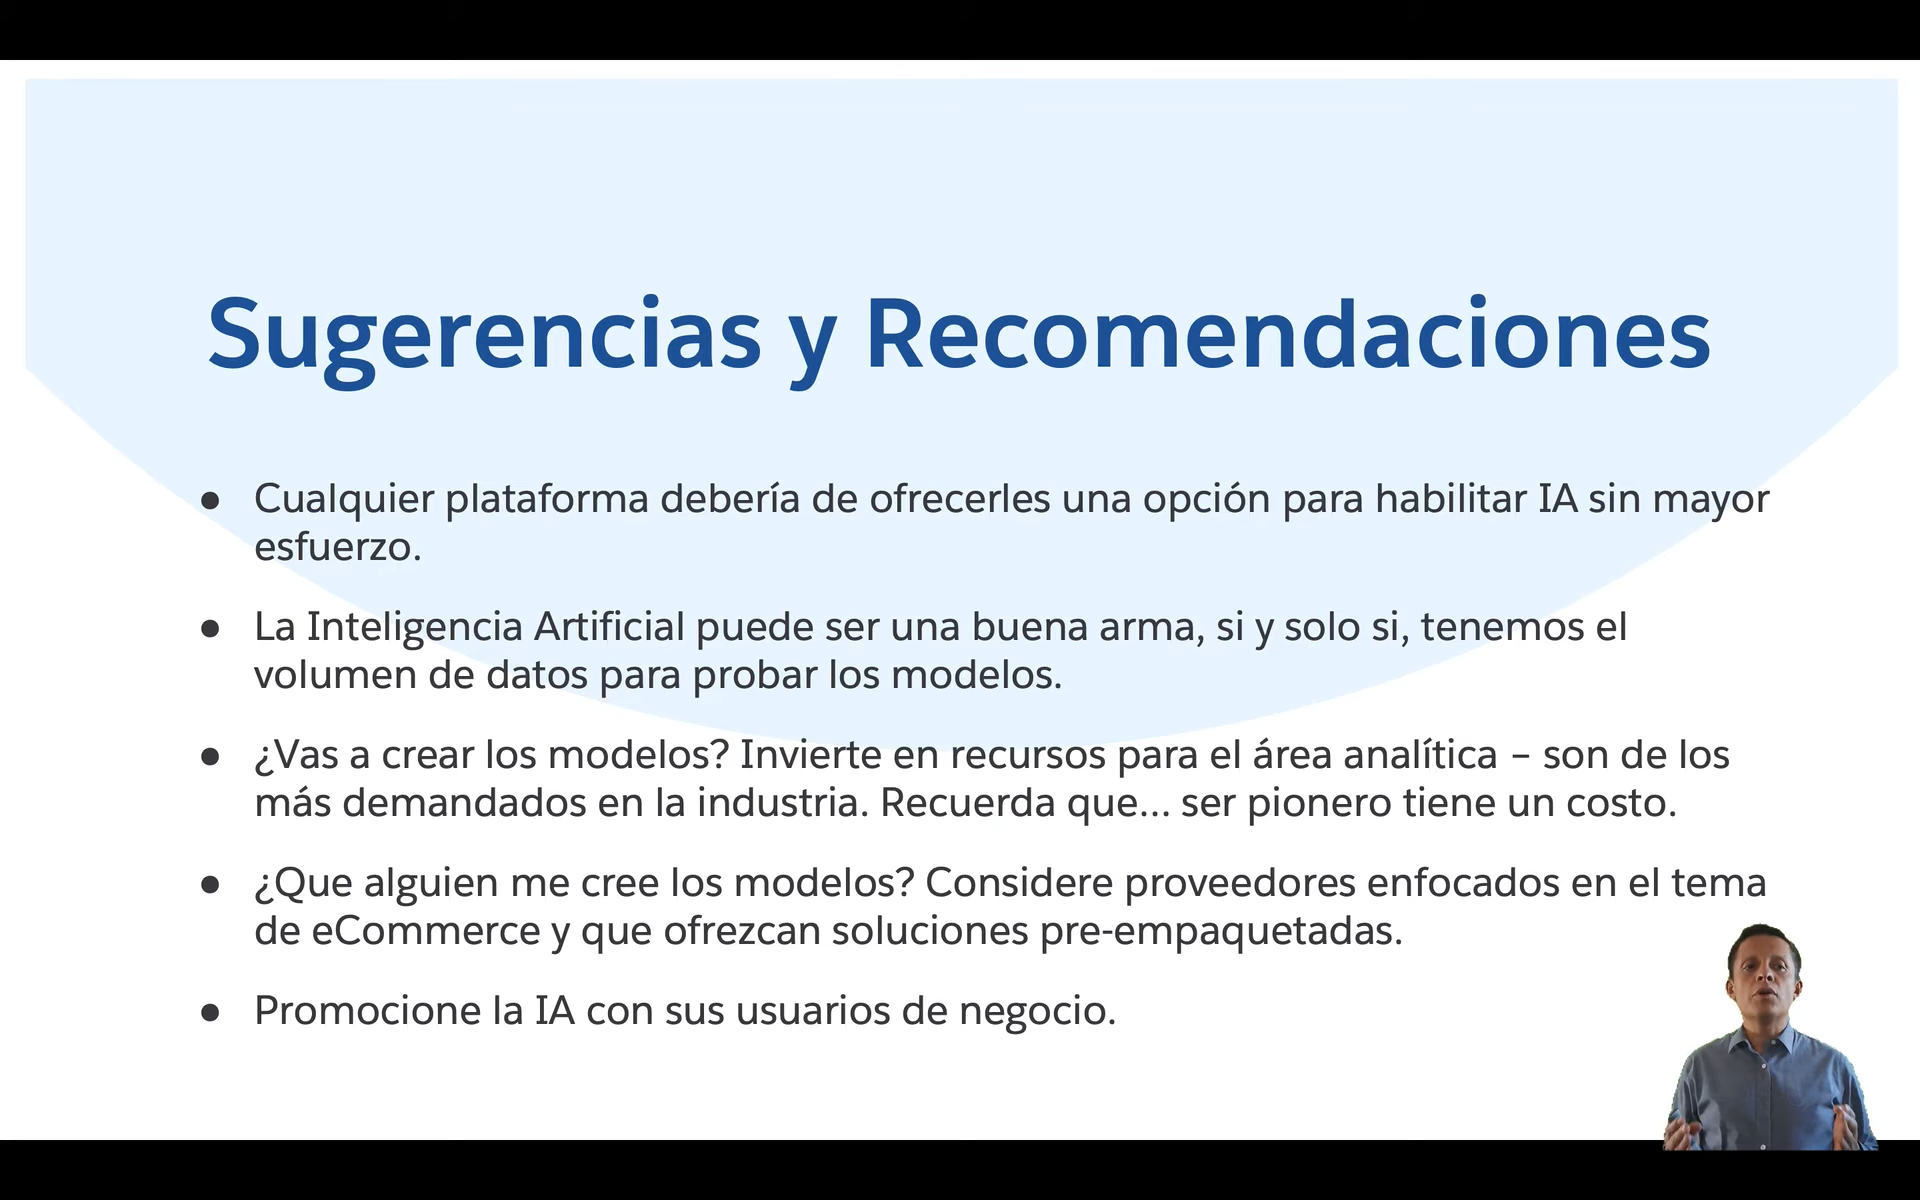 Sugerencias y Recomendaciones
● Cualquier plataforma debería de ofrecerles una opción para habilitar IA sin mayor
esfuerzo.
● La Inteligencia Artificial puede ser una buena arma, si y solo si, tenemos el
volumen de datos para probar los modelos.
● ¿Vas a crear los modelos? Invierte en recursos para el área analítica – son de los
más demandados en la industria. Recuerda que... ser pionero tiene un costo.
● ¿Que alguien me cree los modelos? Considere proveedores enfocados en el tema
de eCommerce y que ofrezcan soluciones pre-empaquetadas.
● Promocione la IA con sus usuarios de negocio.